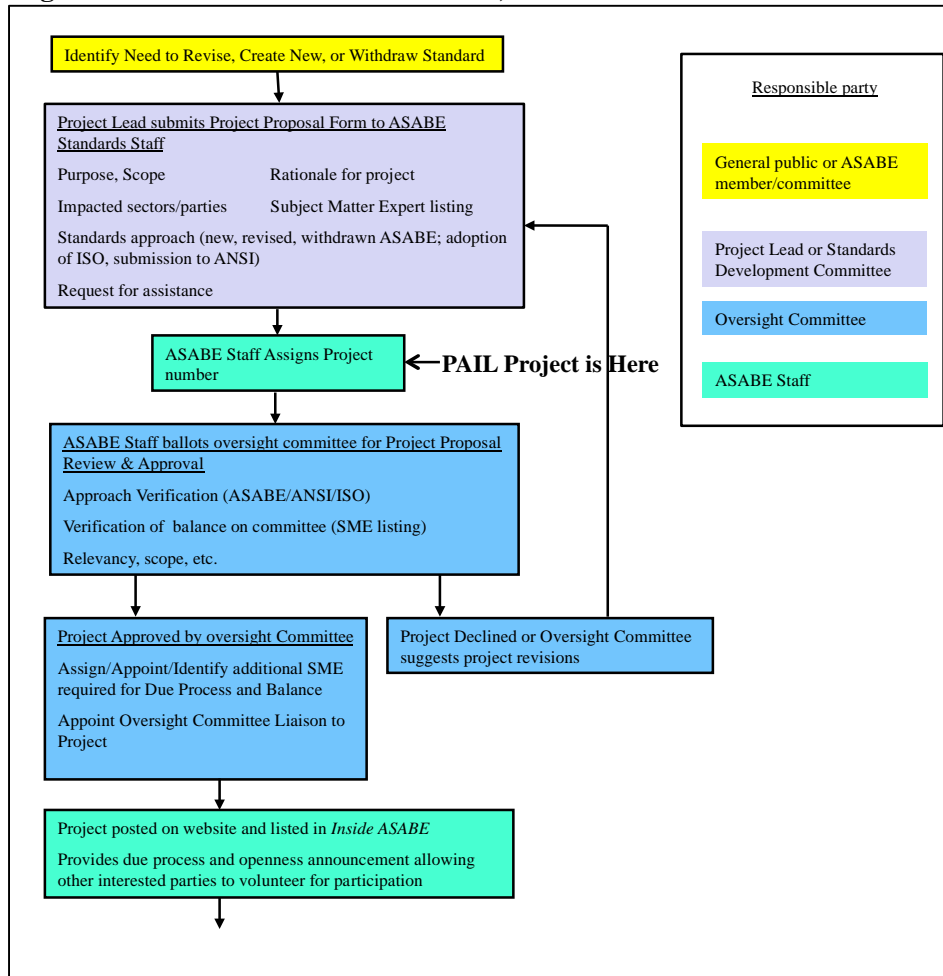 Identify Need to Revise, Create New, or Withdraw Standard
Project Lead submits Project Proposal Form to ASABE
Standards Staff
Purpose, Scope Rationale for project
Impacted sectors/parties Subject Matter Expert listing
Standards approach (new, revised, withdrawn ASABE; adoption
of ISO, submission to ANSI)
Request for assistance
ASABE Staff Assigns Project
number
PAIL Project is Here
ASABE Staff ballots oversight committee for Project Proposal
Review & Approval
Approach Verification (ASABE/ANSI/ISO)
Verification of balance on committee (SME listing)
Relevancy, scope, etc.
Project Approved by oversight Committee
Assign/Appoint/Identify additional SME
required for Due Process and Balance
Appoint Oversight Committee Liaison to
Project
Project Declined or Oversight Committee
suggests project revisions
Project posted on website and listed in Inside ASABE
Provides due process and openness announcement allowing
other interested parties to volunteer for participation
Responsible party
General public or ASABE
member/committee
Project Lead or Standards
Development Committee
Oversight Committee
ASABE Staff